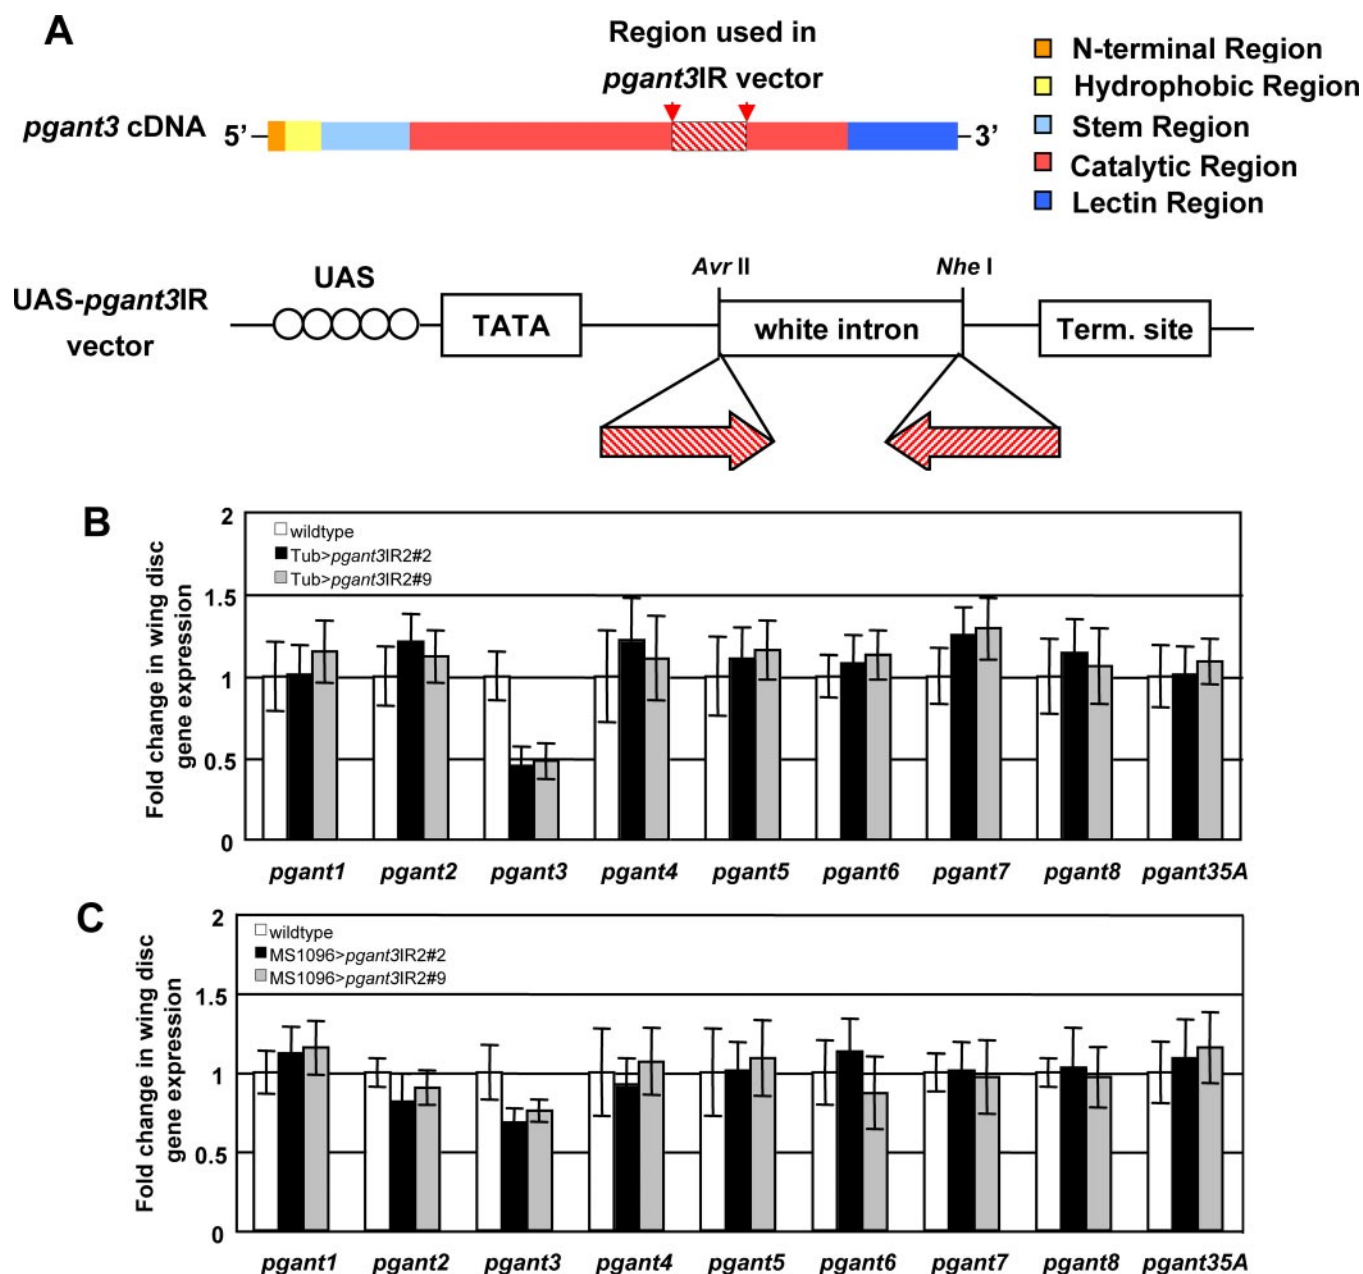 A
Region used in
pgant3IR vector
pgant3 cDNA
5’
3’
N-terminal Region
Hydrophobic Region
Stem Region
Catalytic Region
Lectin Region
UAS-pgant3IR
vector
UAS
TATA
Avr II
white intron
Nhe I
Term. site
B
Fold change in wing disc
gene expression
2
1.5
1
0.5
0
wildtype
Tub>pgant3IR2#2
Tub>pgant3IR2#9
pgant1 pgant2 pgant3 pgant4 pgant5 pgant6 pgant7 pgant8 pgant35A
C
Fold change in wing disc
gene expression
2
1.5
1
0.5
0
wildtype
MS1096>pgant3IR2#2
MS1096>pgant3IR2#9
pgant1 pgant2 pgant3 pgant4 pgant5 pgant6 pgant7 pgant8 pgant35A